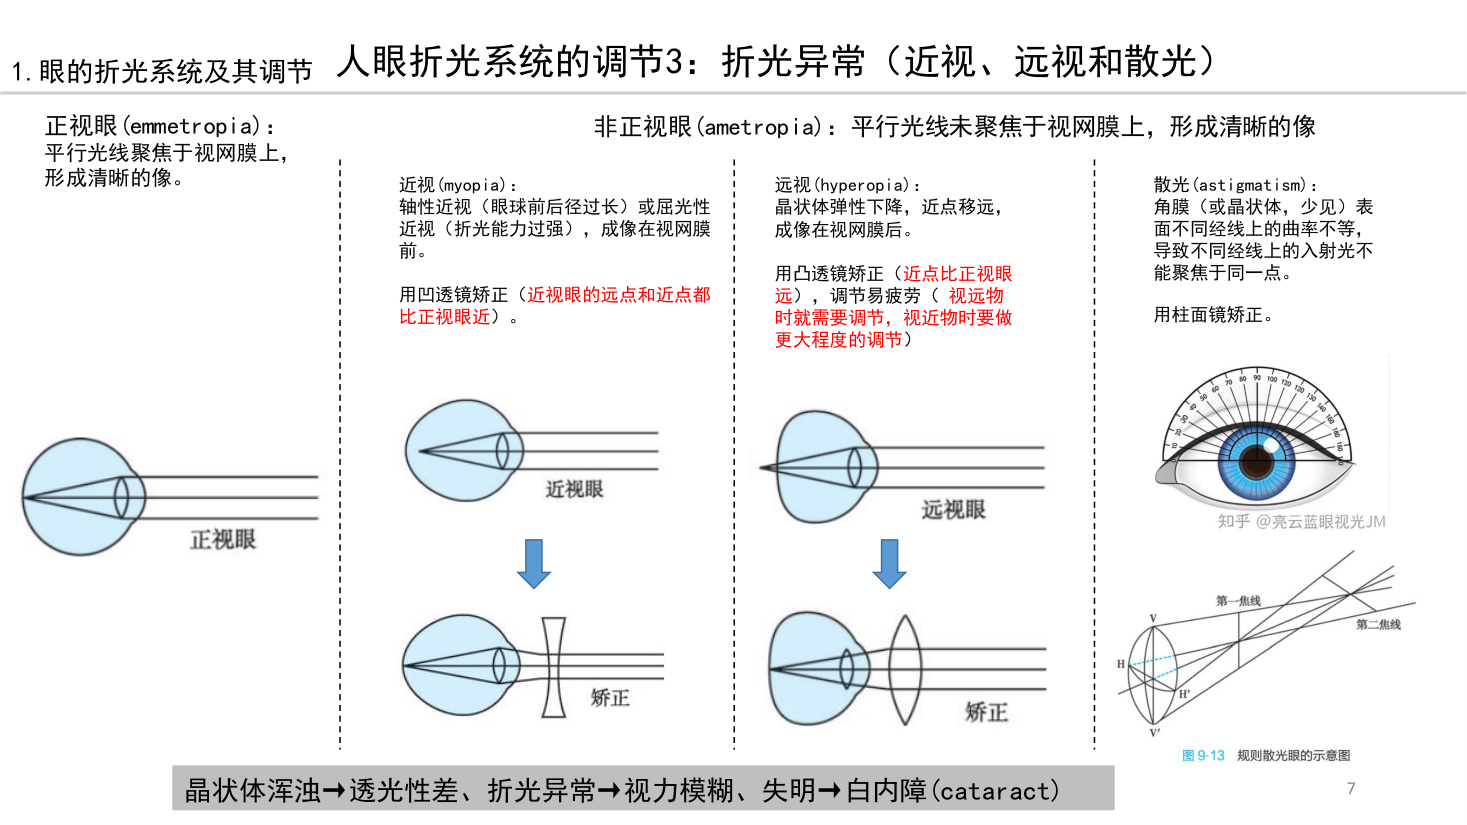 1.眼的折光系统及其调节
人眼折光系统的调节3：折光异常（近视、远视和散光）
正视眼(emmetropia)：
平行光线聚焦于视网膜上，
形成清晰的像。
非正视眼(ametropia)：平行光线未聚焦于视网膜上，形成清晰的像
近视(myopia)：
轴性近视（眼球前后径过长）或屈光性
近视（折光能力过强），成像在视网膜
前。
用凹透镜矫正（近视眼的远点和近点都
比正视眼近）。
远视(hyperopia)：
晶状体弹性下降，近点移远，
成像在视网膜后。
用凸透镜矫正（近点比正视眼
远），调节易疲劳（ 视远物
时就需要调节，视近物时要做
更大程度的调节）
散光(astigmatism)：
角膜（或晶状体，少见）表
面不同经线上的曲率不等，
导致不同经线上的入射光不
能聚焦于同一点。
用柱面镜矫正。
正视眼
近视眼
矫正
远视眼
矫正
10 20 30 40 50 60 70 80 90 100 110 120 130 140 160 180
知乎 @亮云蓝眼视光JM
第一焦线
第二焦线
V
H
H′
V′
图 9-13 规则散光眼的示意图
晶状体浑浊→透光性差、折光异常→视力模糊、失明→白内障(cataract)
7